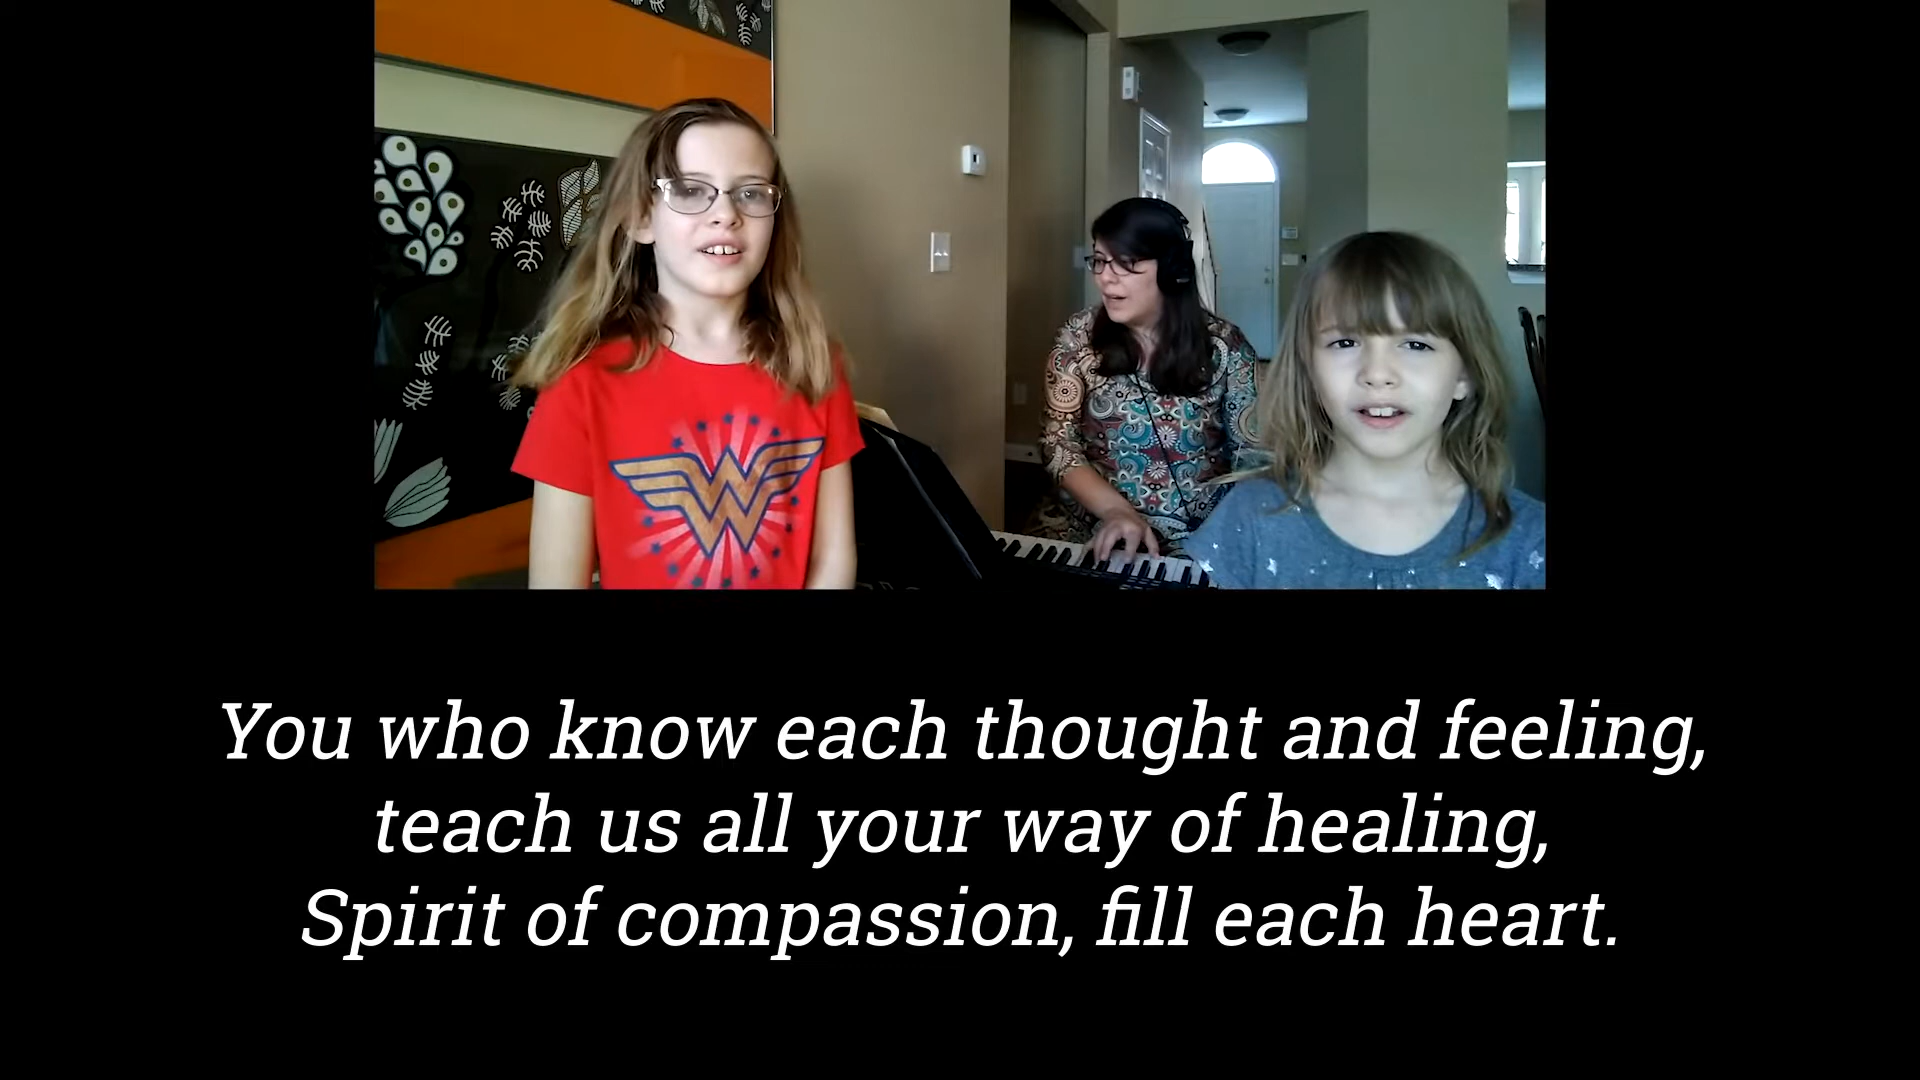 You who know each thought and feeling,
teach us all your way of healing,
Spirit of compassion, fill each heart.